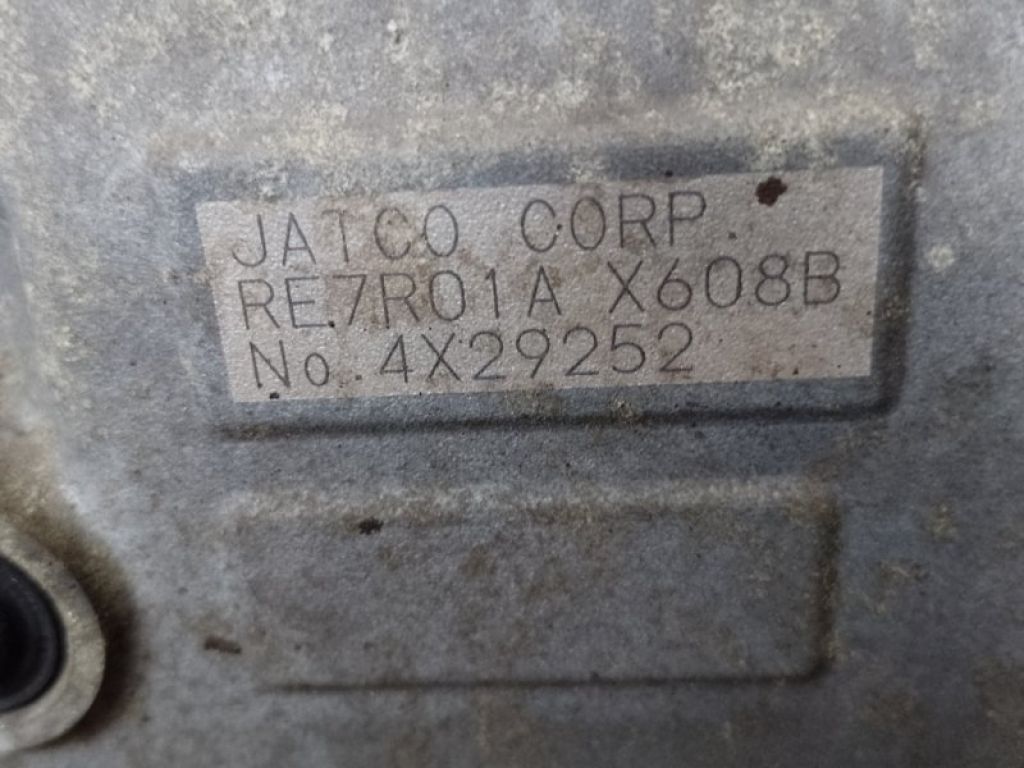 JATCO CORP.
RE7R01A X608B
No.4X29252